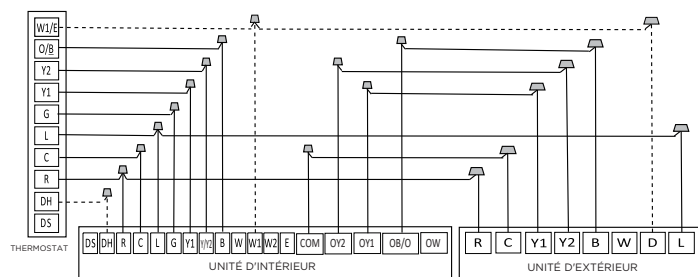 W1/E
O/B
Y2
Y1
G
L
C
R
DH
DS
THERMOSTAT
DS DH R C L G Y1 Y/Y2 B W W1 W2 E COM OY2 OY1 OB/O OW
UNITÉ D'INTÉRIEUR
R C Y1 Y2 B W D L
UNITÉ D'EXTÉRIEUR